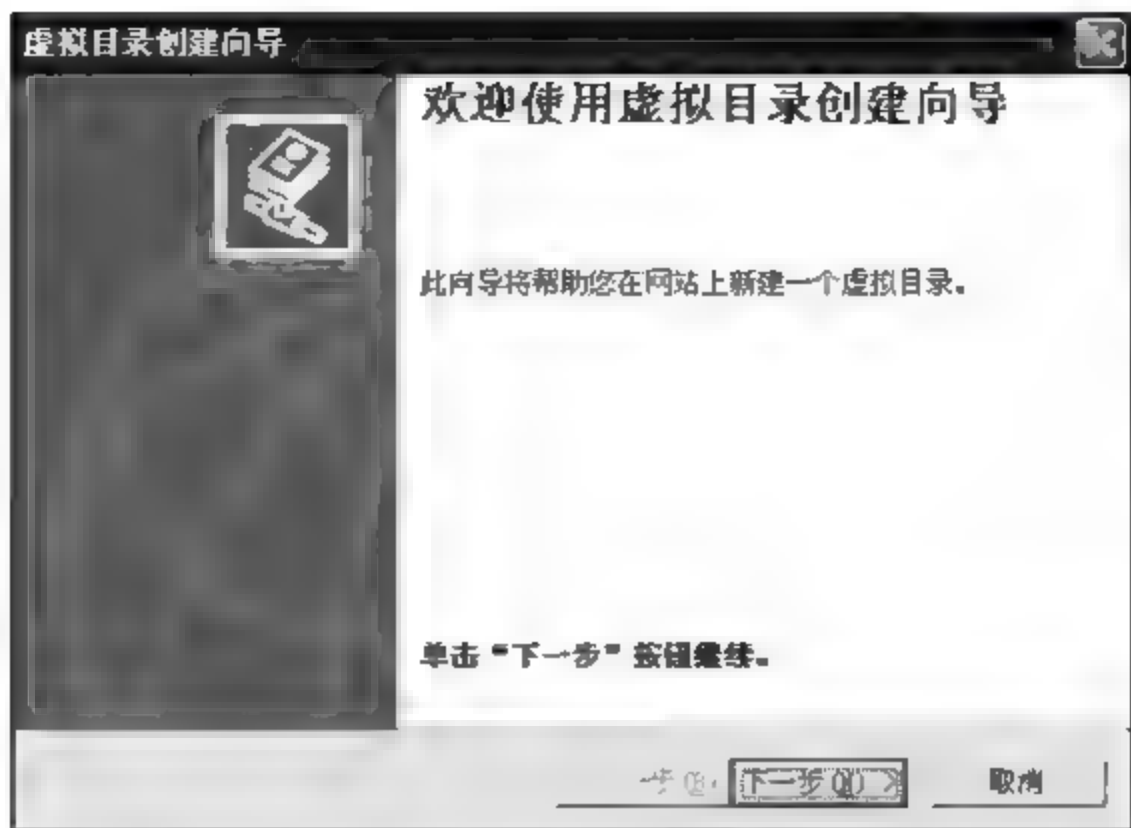 虚拟目录创建向导
欢迎使用虚拟目录创建向导
此向导将帮助您在网站上新建一个虚拟目录。
单击“下一步”按钮继续。
一步(B) 下一步(N) > 取消